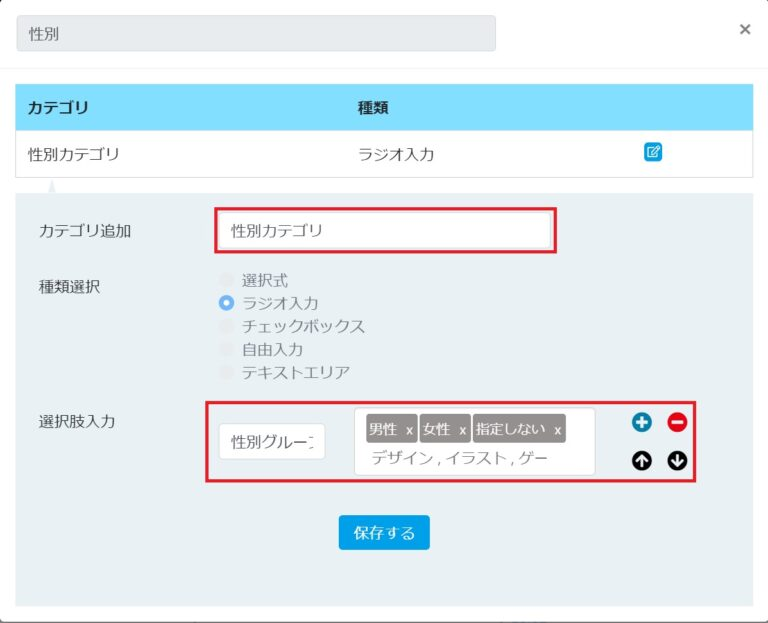 性別
×
カテゴリ 種類
性別カテゴリ ラジオ入力
カテゴリ追加 性別カテゴリ
種類選択 選択式
ラジオ入力
チェックボックス
自由入力
テキストエリア
選択肢入力 性別グルー
男性 x 女性 x 指定しない x
デザイン , イラスト , ゲー
保存する